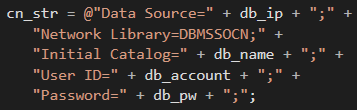 cn_str = @"Data Source=" + db_ip + ";" +
"Network Library=DBMSSOCN;" +
"Initial Catalog=" + db_name + ";" +
"User ID=" + db_account + ";" +
"Password=" + db_pw + ";";